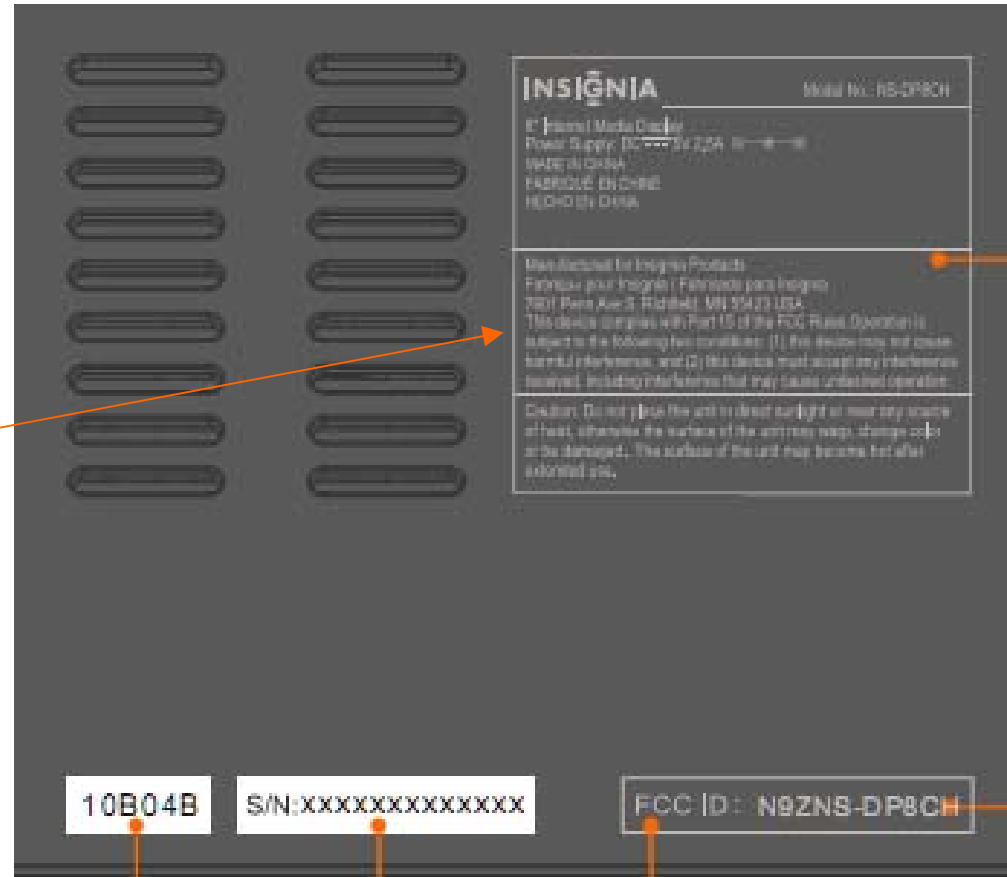 INSIGNIA Model No. NS-DP8CH
8" Internet Media Display
Power Supply: DC 5V 2.5A
MADE IN CHINA
FABRIQUÉ EN CHINE
HECHO EN CHINA
Manufactured for Insignia Products
Fabriqué pour Insignia / Fabricado para Insignia
7601 Penn Ave S. Richfield, MN 55423 USA
This device complies with Part 15 of the FCC Operation is
subject to the following two conditions: (1) this device may not cause
harmful interference, and (2) this device must accept any interference
received, including interference that may cause undesired operation.
Caution: Do not place the unit in direct sunlight or near any source
of heat, otherwise the surface of the unit may warp, change color
or be damaged. The surface of the unit may become hot after
extended use.
10B04B S/N:XXXXXXXXXXXXX FCC ID: N9ZNS-DP8CH